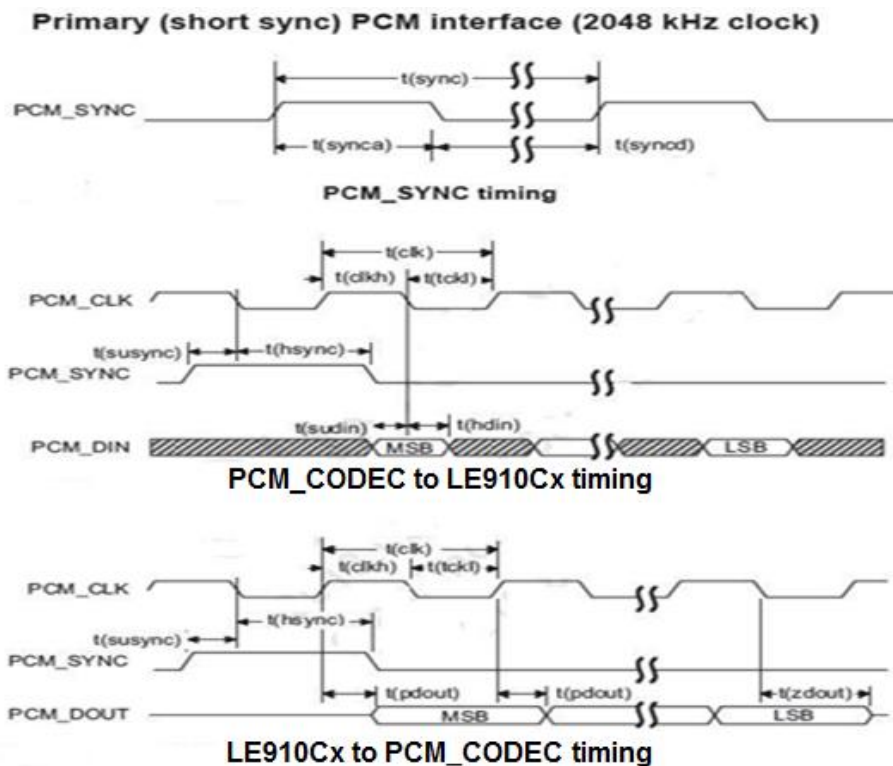 Primary (short sync) PCM interface (2048 kHz clock)
t(sync)
PCM_SYNC
t(synca)
t(syncd)
PCM_SYNC timing
t(clk)
t(clkh)
t(tckl)
PCM_CLK
t(susync)
t(hsync)
PCM_SYNC
t(sudin)
t(hdin)
PCM_DIN
MSB
LSB
PCM_CODEC to LE910Cx timing
t(clk)
t(clkh)
t(tckl)
PCM_CLK
t(hsync)
t(susync)
PCM_SYNC
t(pdout)
t(pdout)
t(zdout)
PCM_DOUT
MSB
LSB
LE910Cx to PCM_CODEC timing